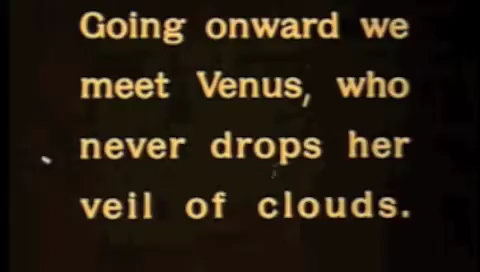 Going onward we
meet Venus, who
never drops her
veil of clouds.